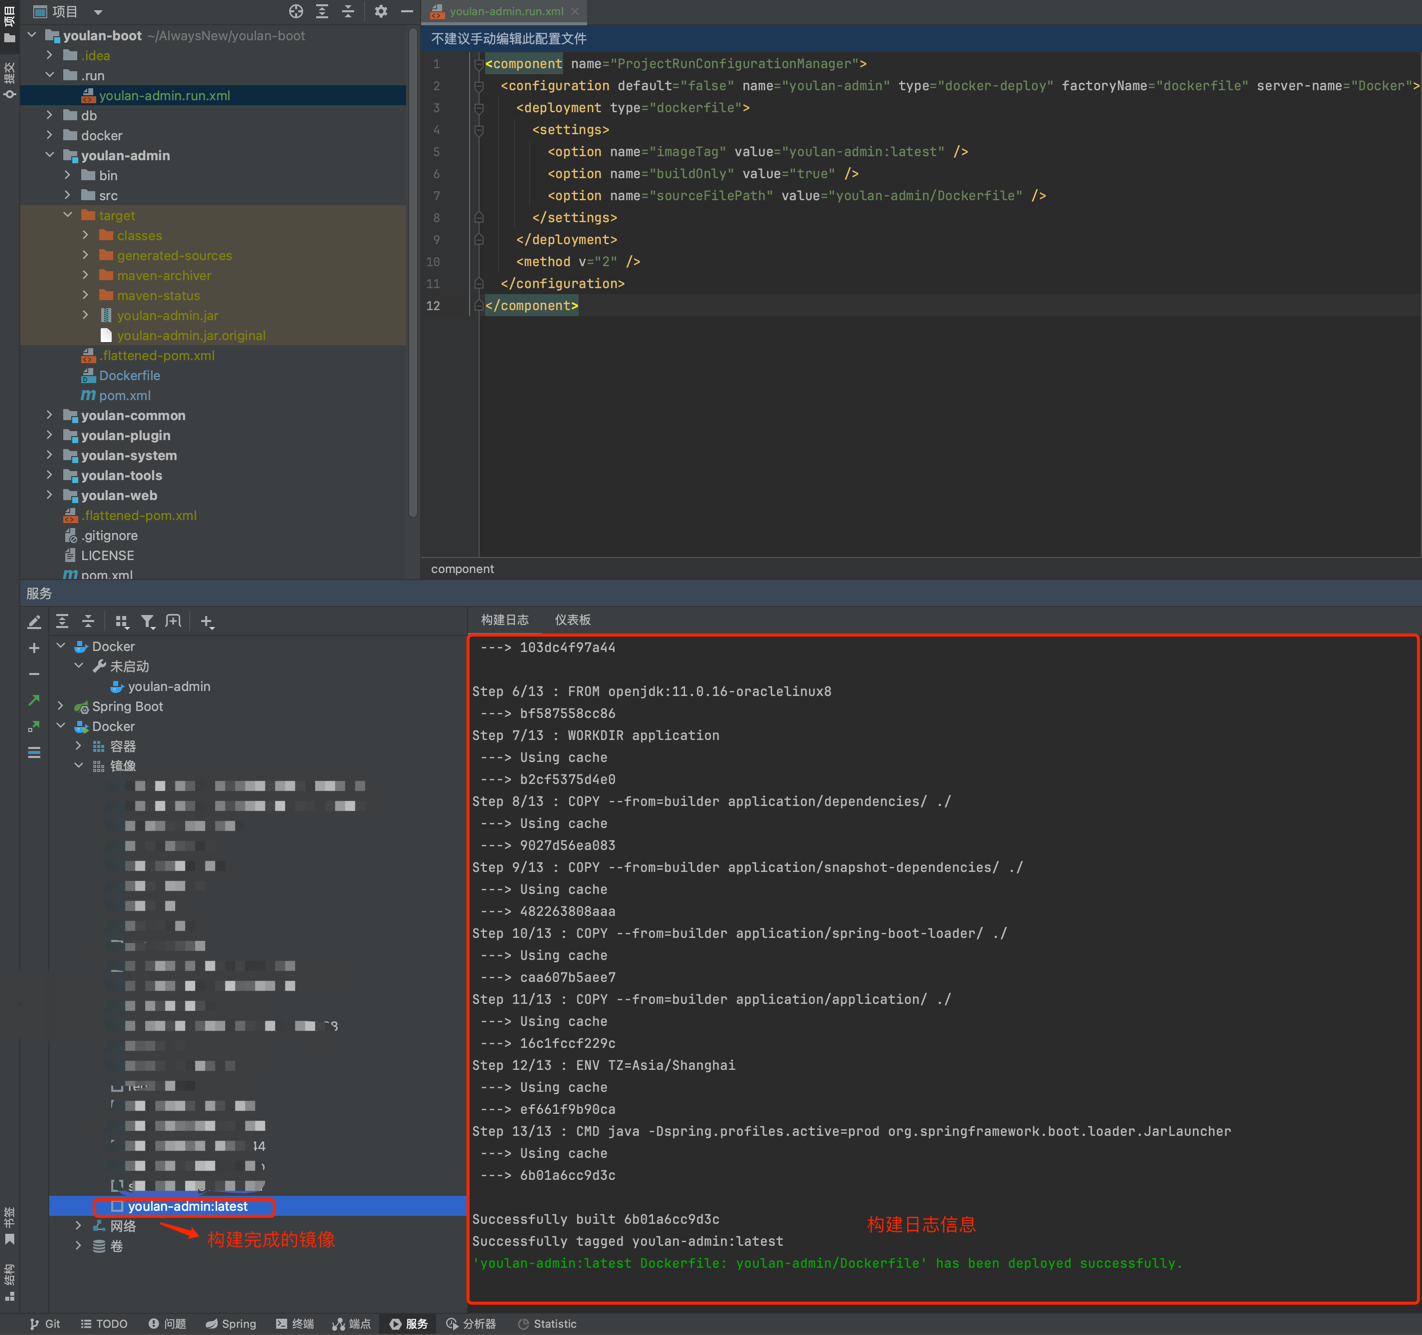 项目
youlan-admin.run.xml
项目
提交
youlan-boot ~/AlwaysNew/youlan-boot
.idea
.run
youlan-admin.run.xml
db
docker
youlan-admin
bin
src
target
classes
generated-sources
maven-archiver
maven-status
youlan-admin.jar
youlan-admin.jar.original
.flattened-pom.xml
Dockerfile
pom.xml
youlan-common
youlan-plugin
youlan-system
youlan-tools
youlan-web
.flattened-pom.xml
.gitignore
LICENSE
pom.xml
不建议手动编辑此配置文件
1 <component name="ProjectRunConfigurationManager">
2 <configuration default="false" name="youlan-admin" type="docker-deploy" factoryName="dockerfile" server-name="Docker">
3 <deployment type="dockerfile">
4 <settings>
5 <option name="imageTag" value="youlan-admin:latest" />
6 <option name="buildOnly" value="true" />
7 <option name="sourceFilePath" value="youlan-admin/Dockerfile" />
8 </settings>
9 </deployment>
10 <method v="2" />
11 </configuration>
12 </component>
component
服务
Docker
未启动
youlan-admin
Spring Boot
Docker
容器
镜像
youlan-admin:latest
网络
卷
构建完成的镜像
构建日志 仪表板
---> 103dc4f97a44
Step 6/13 : FROM openjdk:11.0.16-oraclelinux8
---> bf587558cc86
Step 7/13 : WORKDIR application
---> Using cache
---> b2cf5375d4e0
Step 8/13 : COPY --from=builder application/dependencies/ ./
---> Using cache
---> 9027d56ea083
Step 9/13 : COPY --from=builder application/snapshot-dependencies/ ./
---> Using cache
---> 482263808aaa
Step 10/13 : COPY --from=builder application/spring-boot-loader/ ./
---> Using cache
---> caa607b5aee7
Step 11/13 : COPY --from=builder application/application/ ./
---> Using cache
---> 16c1fccf229c
Step 12/13 : ENV TZ=Asia/Shanghai
---> Using cache
---> ef661f9b90ca
Step 13/13 : CMD java -Dspring.profiles.active=prod org.springframework.boot.loader.JarLauncher
---> Using cache
---> 6b01a6cc9d3c
Successfully built 6b01a6cc9d3c
Successfully tagged youlan-admin:latest
'youlan-admin:latest Dockerfile: youlan-admin/Dockerfile' has been deployed successfully.
构建日志信息
书签
结构
Git TODO 问题 Spring 终端 端点 服务 分析器 Statistic